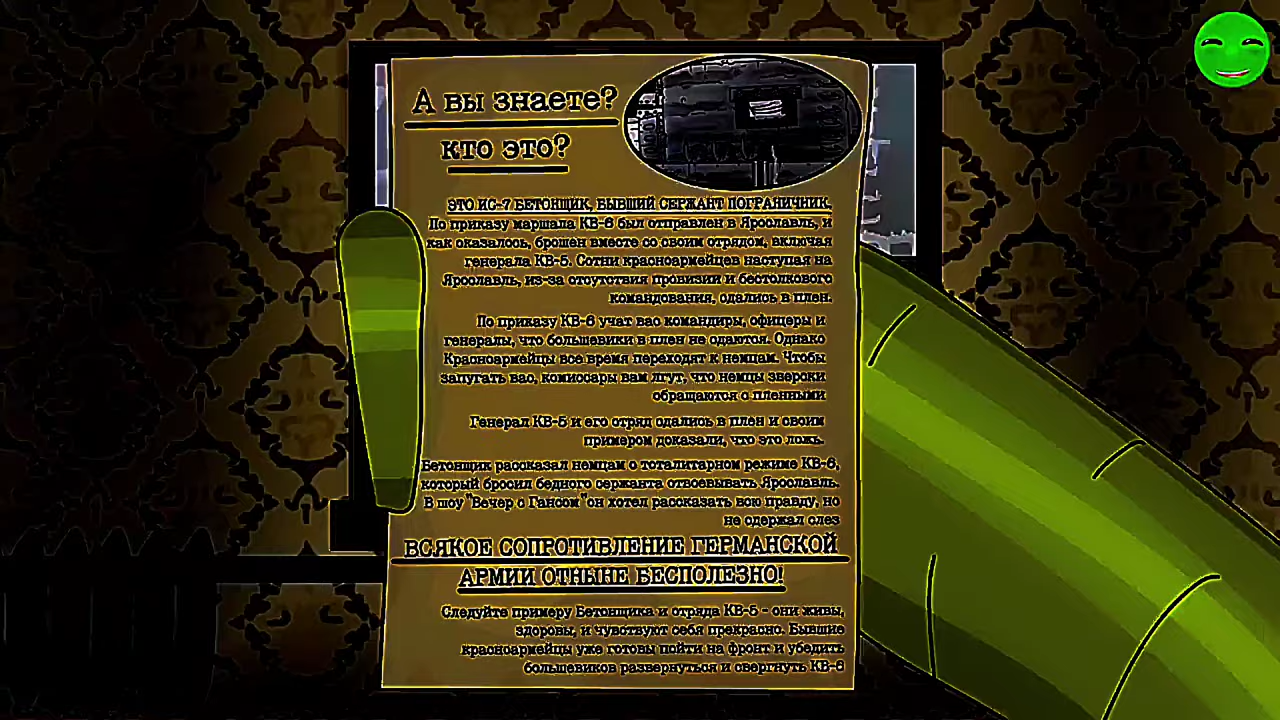 А вы знаете?
кто это?
ЭТО ИС-7 БЕТОНЩИК, БЫВШИЙ СЕРЖАНТ ПОГРАНИЧНИК.
По приказу маршала КВ-6 был отправлен в Ярославль, и
как оказалось, брошен вместе со своим отрядом, включая
генерала КВ-5. Сотни красноармейцев наступая на
Ярославль, из-за отсутствия провизии и бестолкового
командования, сдались в плен.
По приказу КВ-6 учат вас командиры, офицеры и
генералы, что большевики в плен не сдаются. Однако
Красноармейцы все время переходят к немцам. Чтобы
запугать вас, комиссары вам лгут, что немцы зверски
обращаются с пленными
Генерал КВ-5 и его отряд сдались в плен и своим
примером доказали, что это ложь.
Бетонщик рассказал немцам о тоталитарном режиме КВ-6,
который бросил бедного сержанта отвоевывать Ярославль.
В шоу "Вечер с Гансом "он хотел рассказать всю правду, но
не сдержал слез
ВСЯКОЕ СОПРОТИВЛЕНИЕ ГЕРМАНСКОЙ
АРМИИ ОТНЫНЕ БЕСПОЛЕЗНО!
Следуйте примеру Бетонщика и отряда КВ-5 - они живы,
здоровы, и чувствуют себя прекрасно. Бывшие
красноармейцы уже готовы пойти на фронт и убедить
большевиков развернуться и свергнуть КВ-6